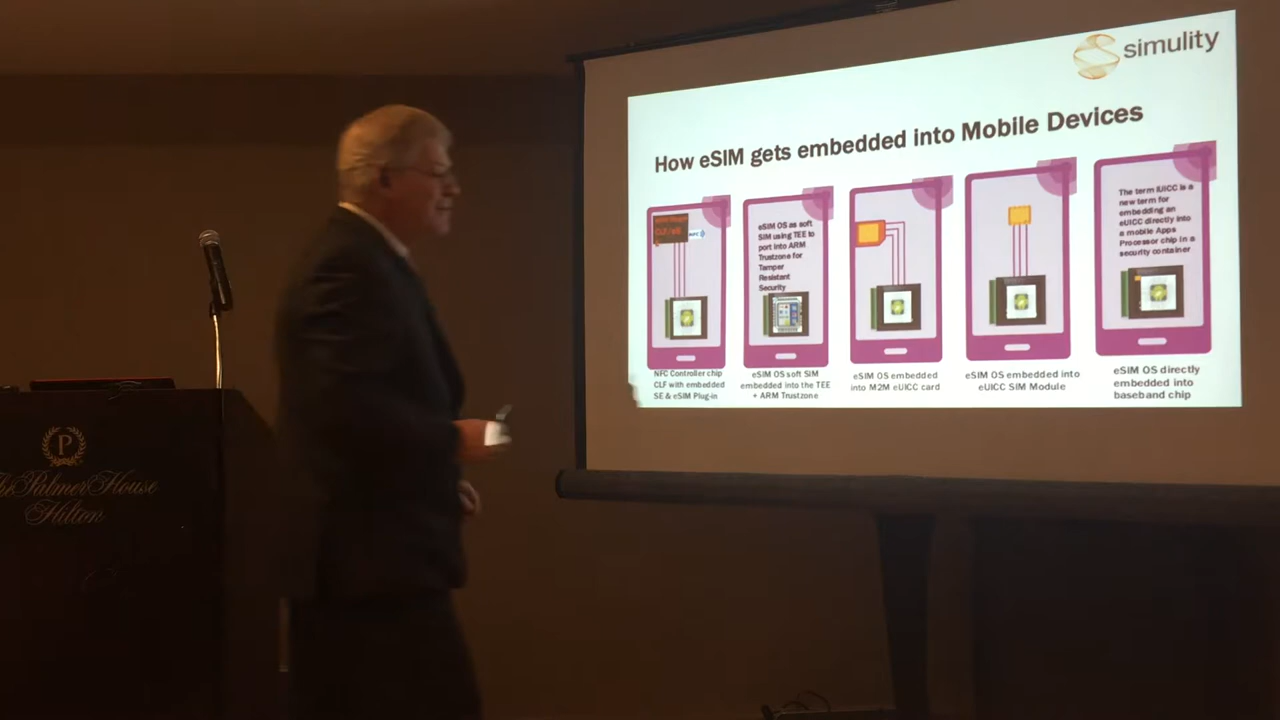 simulity
How eSIM gets embedded into Mobile Devices
NFC Controller chip
CLF with embedded
SE & eSIM Plug-in
eSIM OS as soft
SIM using TEE to
port into ARM
Trustzone for
Tamper
Resistant
Security
eSIM OS soft SIM
embedded into the TEE
+ ARM Trustzone
eSIM OS embedded
into M2M eUICC card
eSIM OS embedded into
eUICC SIM Module
The term iUICC is a
new term for
embedding an
eUICC directly into
a mobile Apps
Processor chip in a
security container
eSIM OS directly
embedded into
baseband chip
P
The Palmer House
Hilton